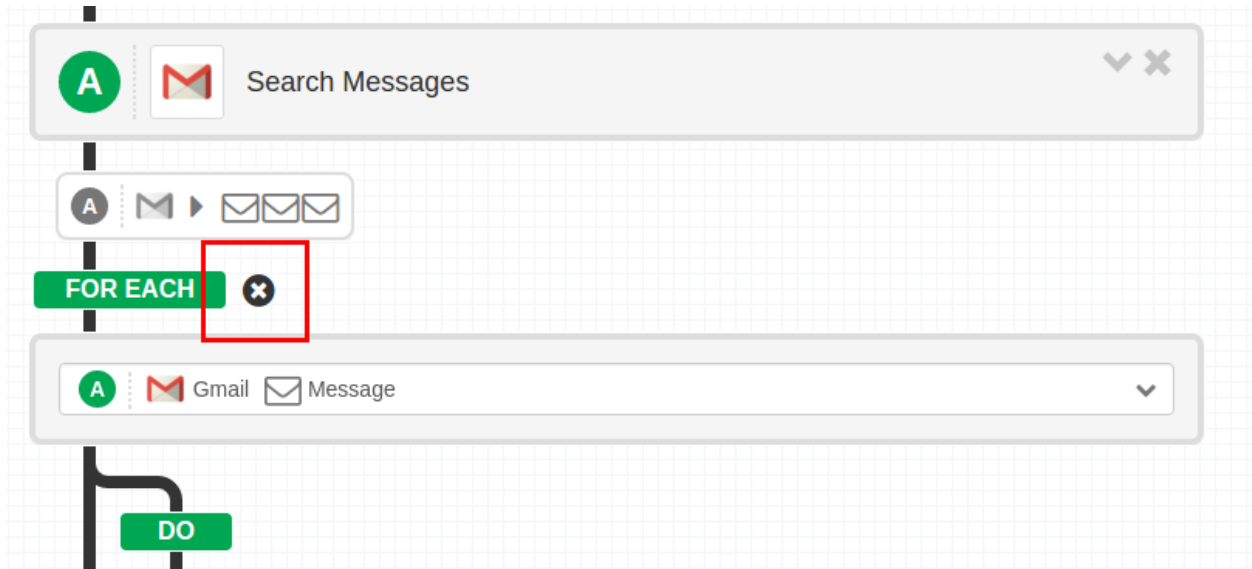 A Search Messages
A
FOR EACH
A Gmail Message
DO